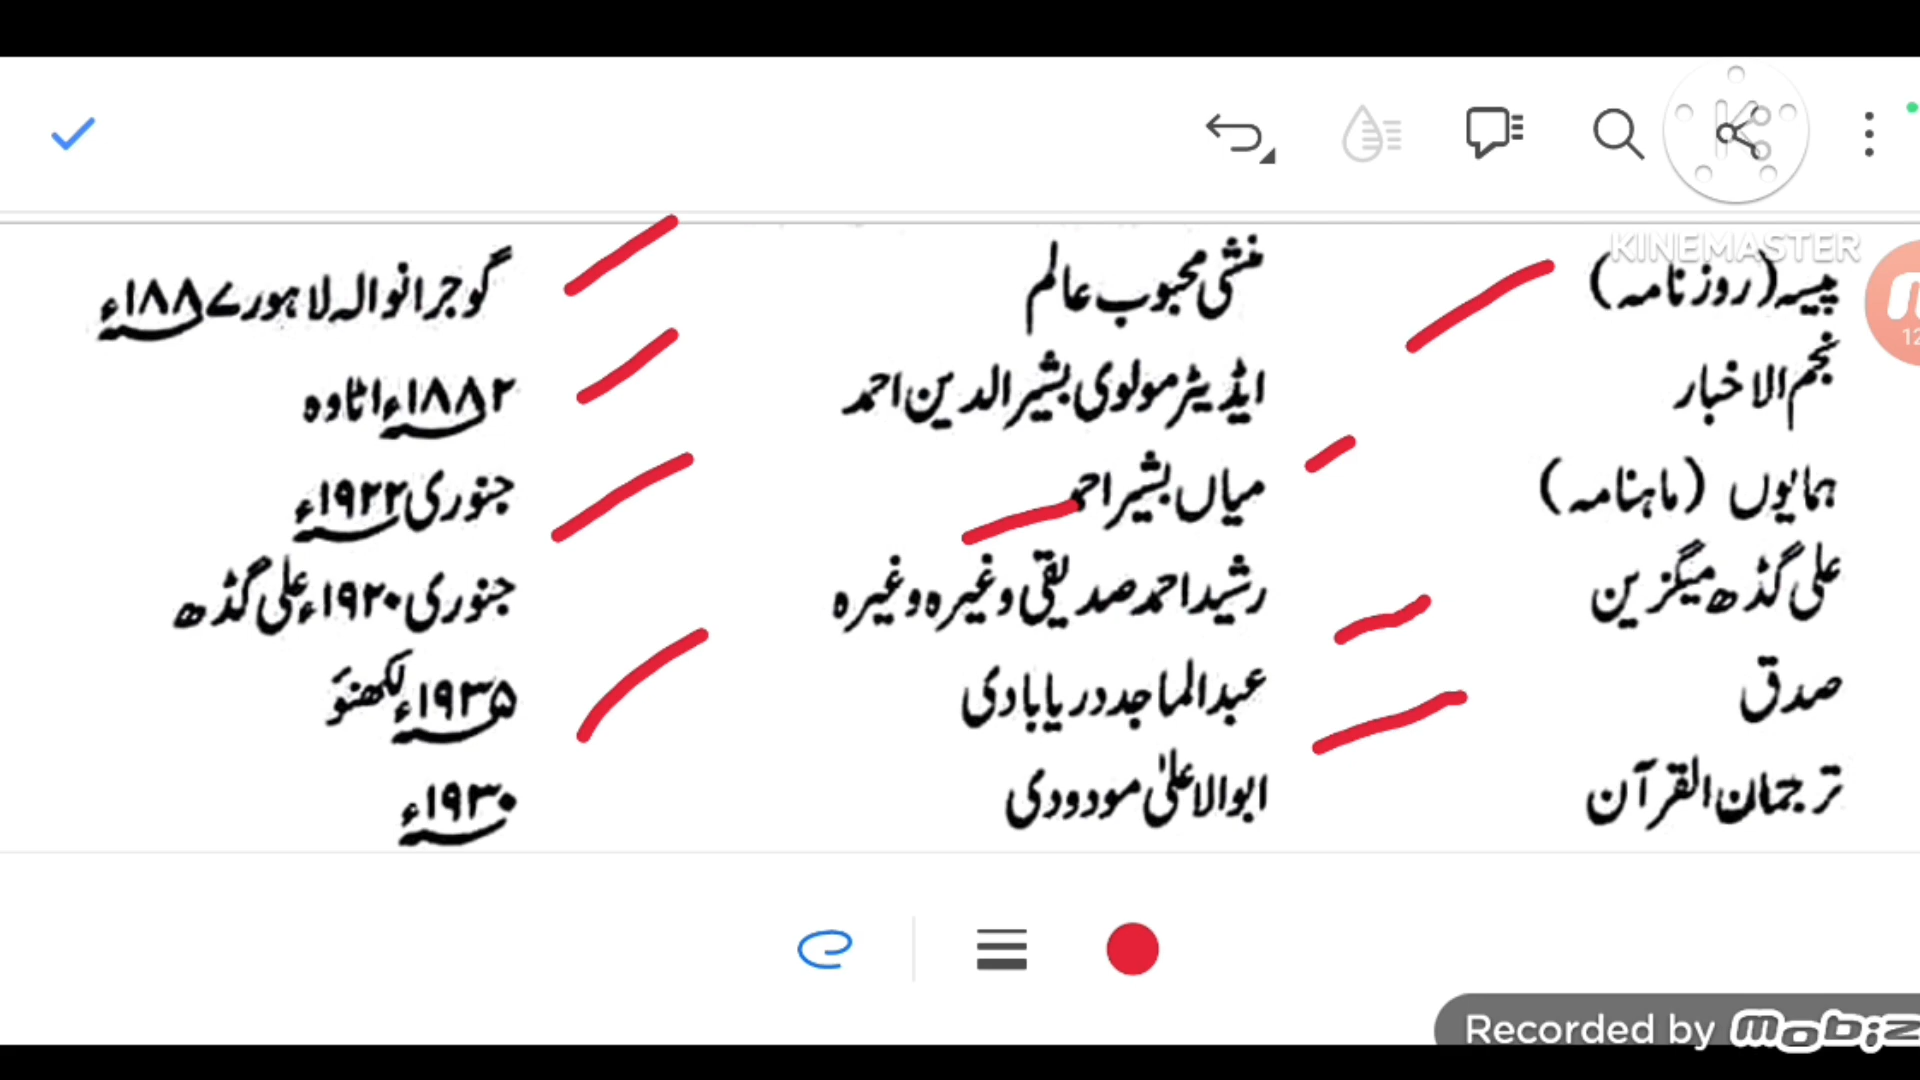 KINEMASTER
پیسہ (روزنامہ) منشی محبوب عالم گوجرانوالہ لاہور ۱۸۸۷ء
نجم الاخبار ایڈیٹر مولوی بشیر الدین احمد ۱۸۸۲ء اٹاوہ
ہمایوں (ماہنامہ) میاں بشیر احمد جنوری ۱۹۲۲ء
علی گڈھ میگزین رشید احمد صدیقی وغیرہ وغیرہ جنوری ۱۹۲۰ء علی گڈھ
صدق عبدالماجد دریابادی ۱۹۳۵ء لکھنؤ
ترجمان القرآن ابوالاعلیٰ مودودی ۱۹۳۰ء
Recorded by